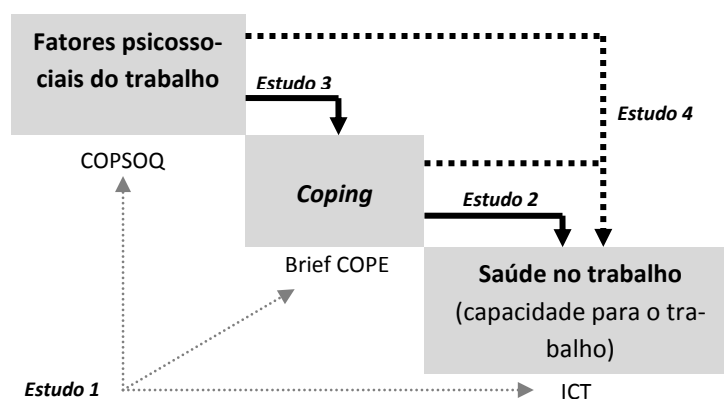 Fatores psicosso-
ciais do trabalho
Estudo 3
Estudo 4
COPSOQ
Coping
Estudo 2
Brief COPE
Saúde no trabalho
(capacidade para o tra-
balho)
Estudo 1
ICT